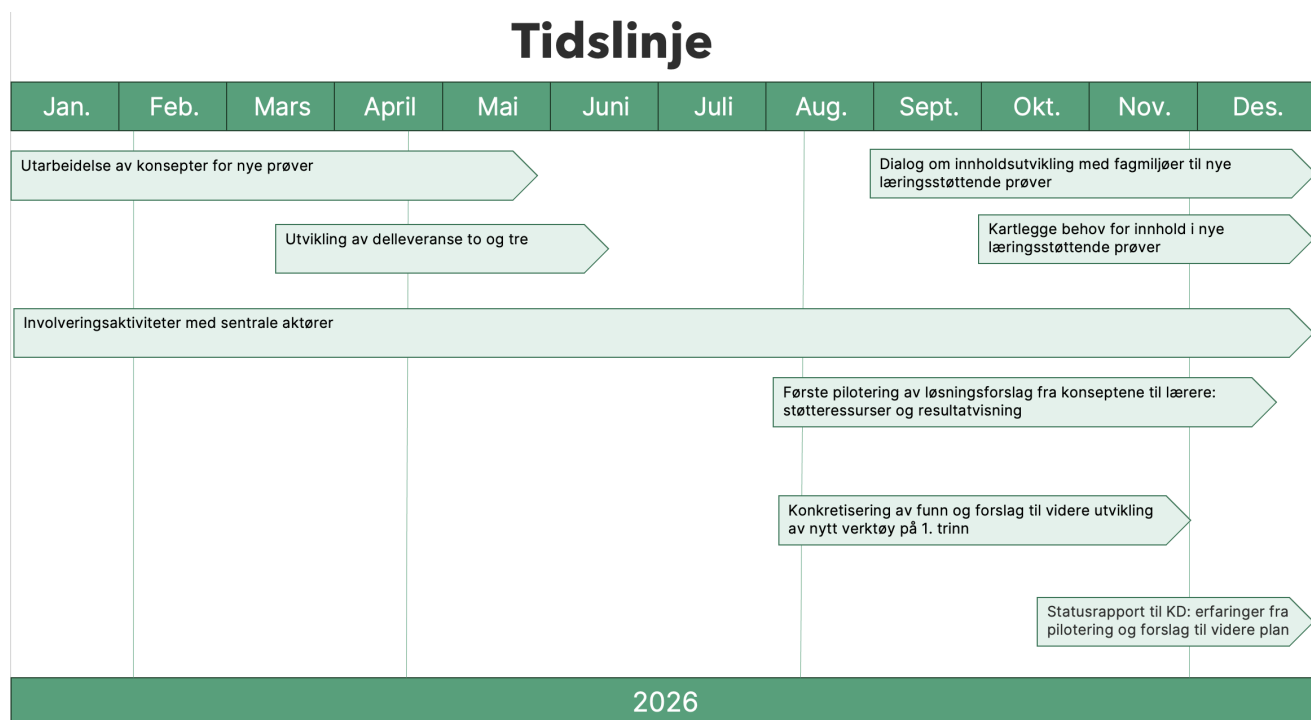 Tidslinje
Jan. Feb. Mars April Mai Juni Juli Aug. Sept. Okt. Nov. Des.
Utarbeidelse av konsepter for nye prøver
Dialog om innholdsutvikling med fagmiljøer til nye
læringsstøttende prøver
Utvikling av delleveranse to og tre
Kartlegge behov for innhold i nye
læringsstøttende prøver
Involveringsaktiviteter med sentrale aktører
Første pilotering av løsningsforslag fra konseptene til lærere:
støtteressurser og resultatvisning
Konkretisering av funn og forslag til videre utvikling
av nytt verktøy på 1. trinn
Statusrapport til KD: erfaringer fra
pilotering og forslag til videre plan
2026